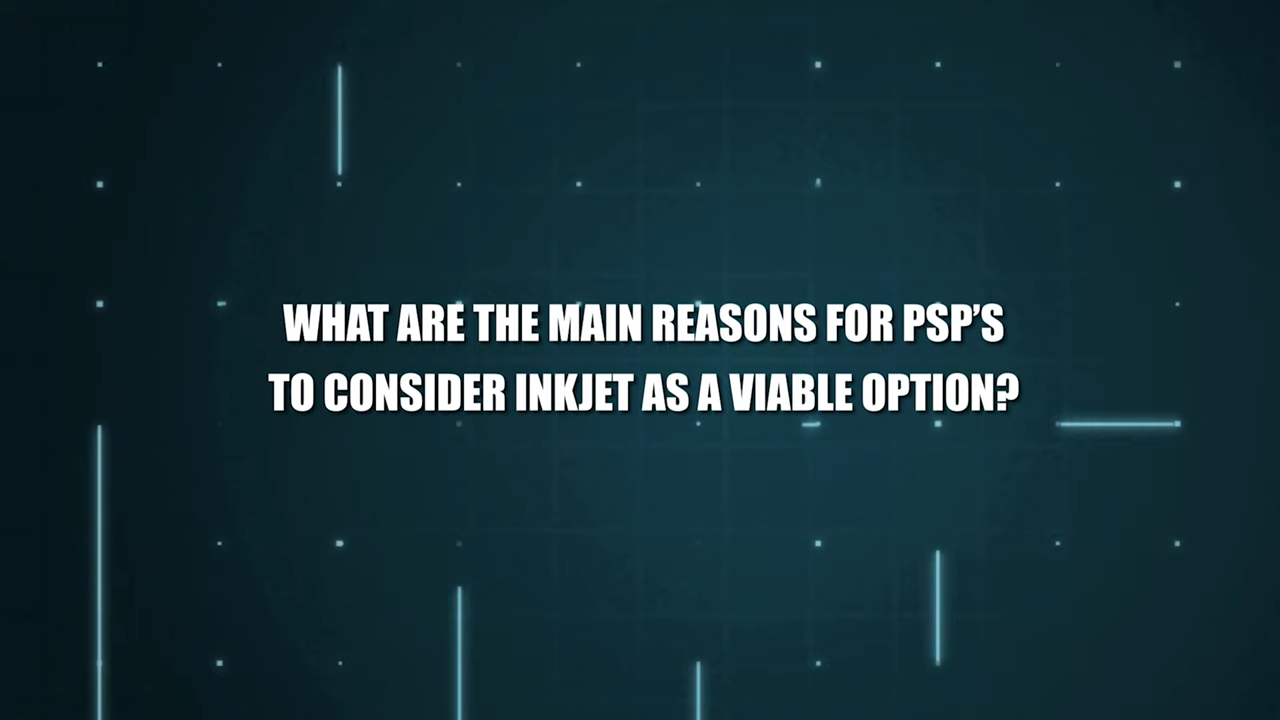 WHAT ARE THE MAIN REASONS FOR PSP’S
TO CONSIDER INKJET AS A VIABLE OPTION?